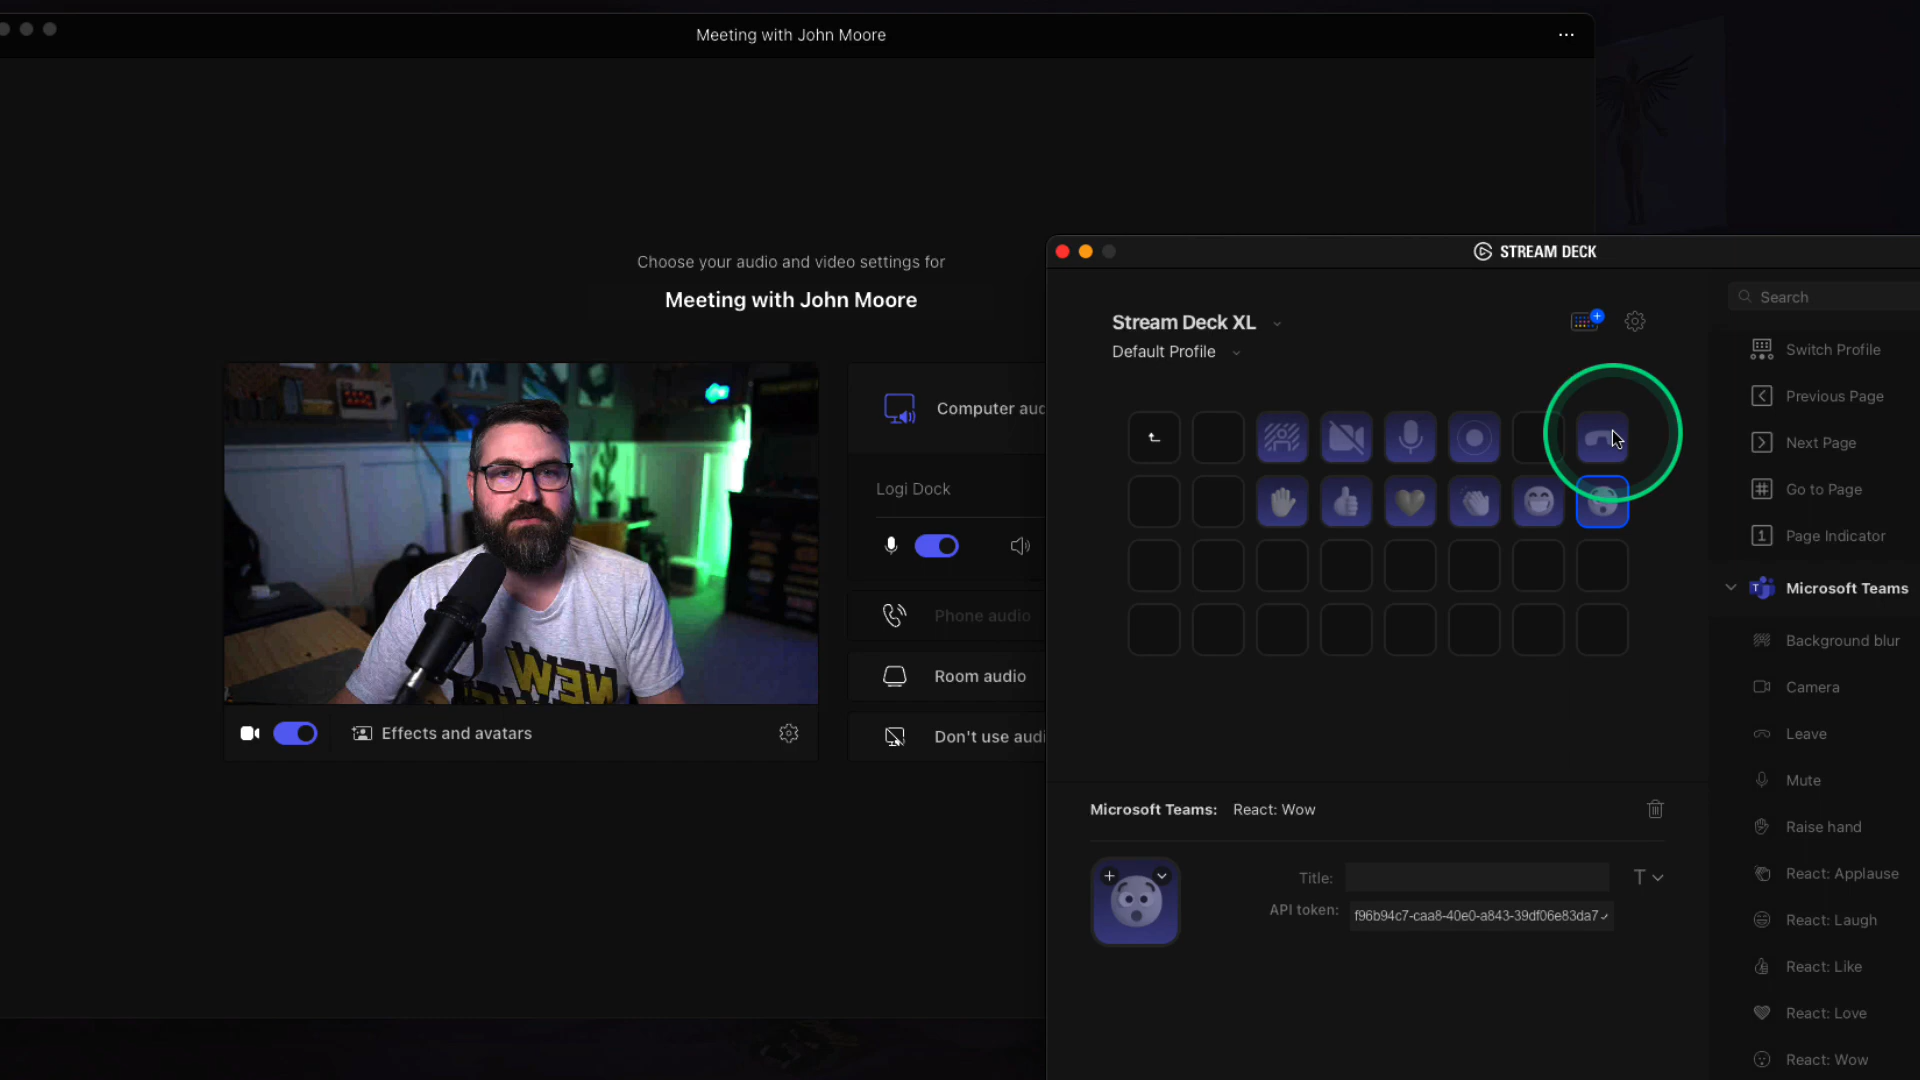 Meeting with John Moore
Choose your audio and video settings for
Meeting with John Moore
Computer aud
Logi Dock
Phone audio
Room audio
Don't use audi
Effects and avatars
NEW
STREAM DECK
Stream Deck XL
Default Profile
Microsoft Teams: React: Wow
Title:
T
API token: f96b94c7-caa8-40e0-a843-39df06e83da7
Search
Switch Profile
Previous Page
Next Page
Go to Page
Page Indicator
Microsoft Teams
Background blur
Camera
Leave
Mute
Raise hand
React: Applause
React: Laugh
React: Like
React: Love
React: Wow